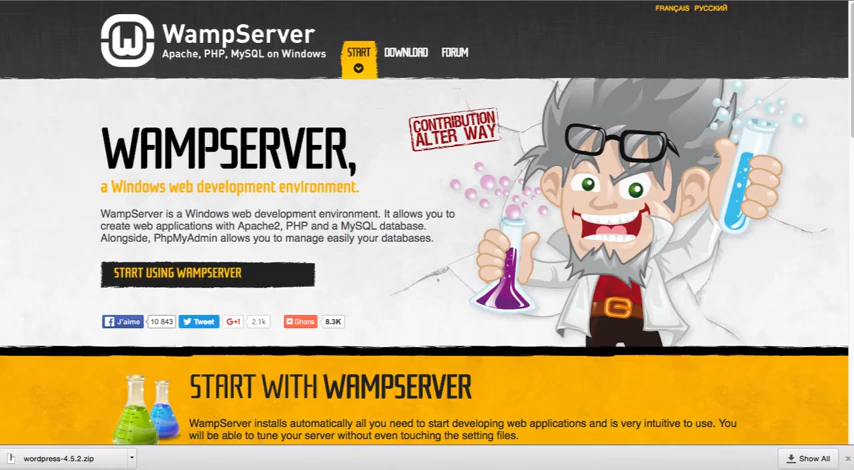 FRANÇAIS РУССКИЙ
WampServer
Apache, PHP, MySQL on Windows
START DOWNLOAD FORUM
CONTRIBUTION
ALTER WAY
WAMPSERVER,
a Windows web development environment.
WampServer is a Windows web development environment. It allows you to
create web applications with Apache2, PHP and a MySQL database.
Alongside, PhpMyAdmin allows you to manage easily your databases.
START USING WAMPSERVER
J'aime 10 843 Tweet G+1 2.1k Share 8.3K
START WITH WAMPSERVER
WampServer installs automatically all you need to start developing web applications and is very intuitive to use. You
will be able to tune your server without even touching the setting files.
wordpress-4.5.2.zip Show All